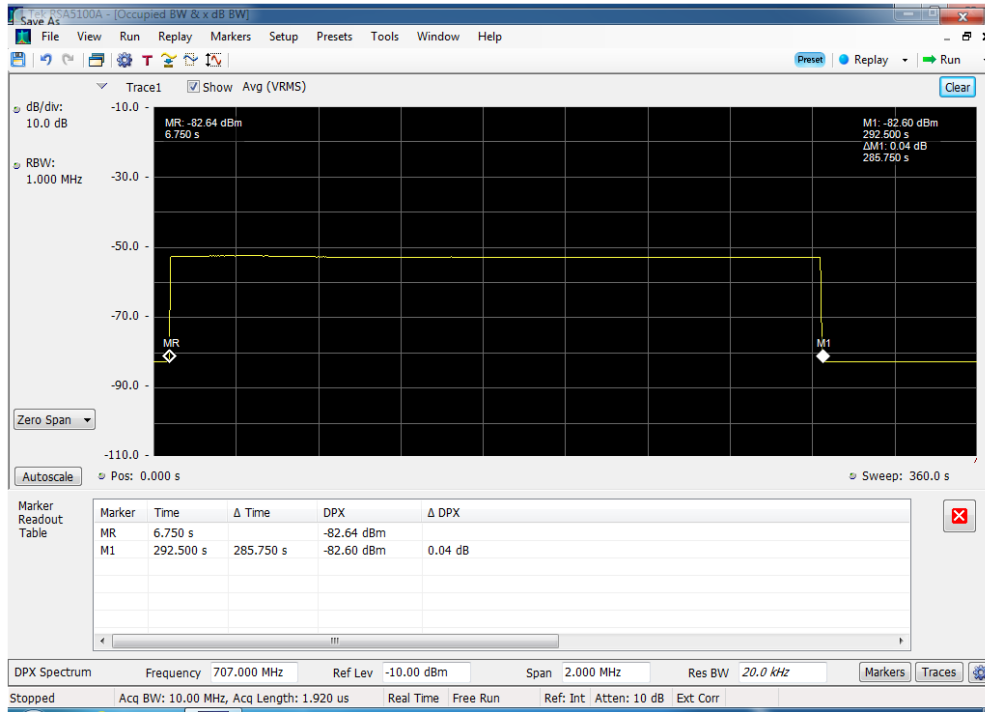 Tek RSA5100A - [Occupied BW & x dB BW]
Save As
File View Run Replay Markers Setup Presets Tools Window Help
T Preset Replay Run
Trace1 Show Avg (VRMS) Clear
dB/div:
10.0 dB
RBW:
1.000 MHz
-10.0 -
-30.0 -
-50.0 -
-70.0 -
-90.0 -
-110.0 -
MR: -82.64 dBm
6.750 s
M1: -82.60 dBm
292.500 s
ΔM1: 0.04 dB
285.750 s
MR
M1
Zero Span
Autoscale Pos: 0.000 s Sweep: 360.0 s
Marker
Readout
Table
Marker Time Δ Time DPX Δ DPX
MR 6.750 s -82.64 dBm
M1 292.500 s 285.750 s -82.60 dBm 0.04 dB
DPX Spectrum Frequency 707.000 MHz Ref Lev -10.00 dBm Span 2.000 MHz Res BW 20.0 kHz Markers Traces
Stopped Acq BW: 10.00 MHz, Acq Length: 1.920 us Real Time Free Run Ref: Int Atten: 10 dB Ext Corr